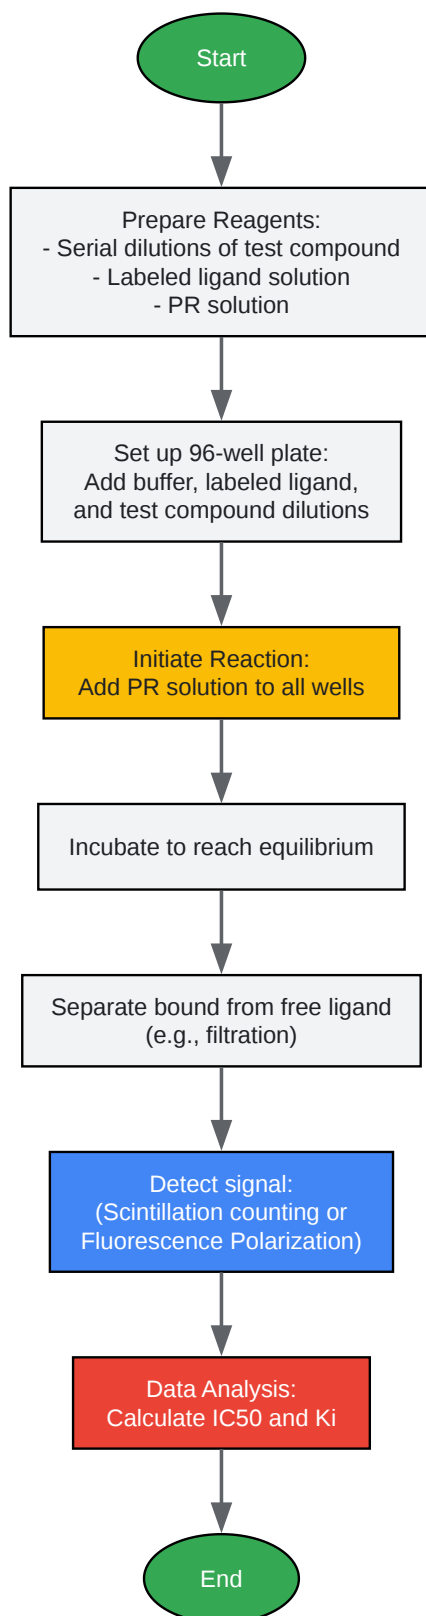 Start
Prepare Reagents:
- Serial dilutions of test compound
- Labeled ligand solution
- PR solution
Set up 96-well plate:
Add buffer, labeled ligand,
and test compound dilutions
Initiate Reaction:
Add PR solution to all wells
Incubate to reach equilibrium
Separate bound from free ligand
(e.g., filtration)
Detect signal:
(Scintillation counting or
Fluorescence Polarization)
Data Analysis:
Calculate IC50 and Ki
End